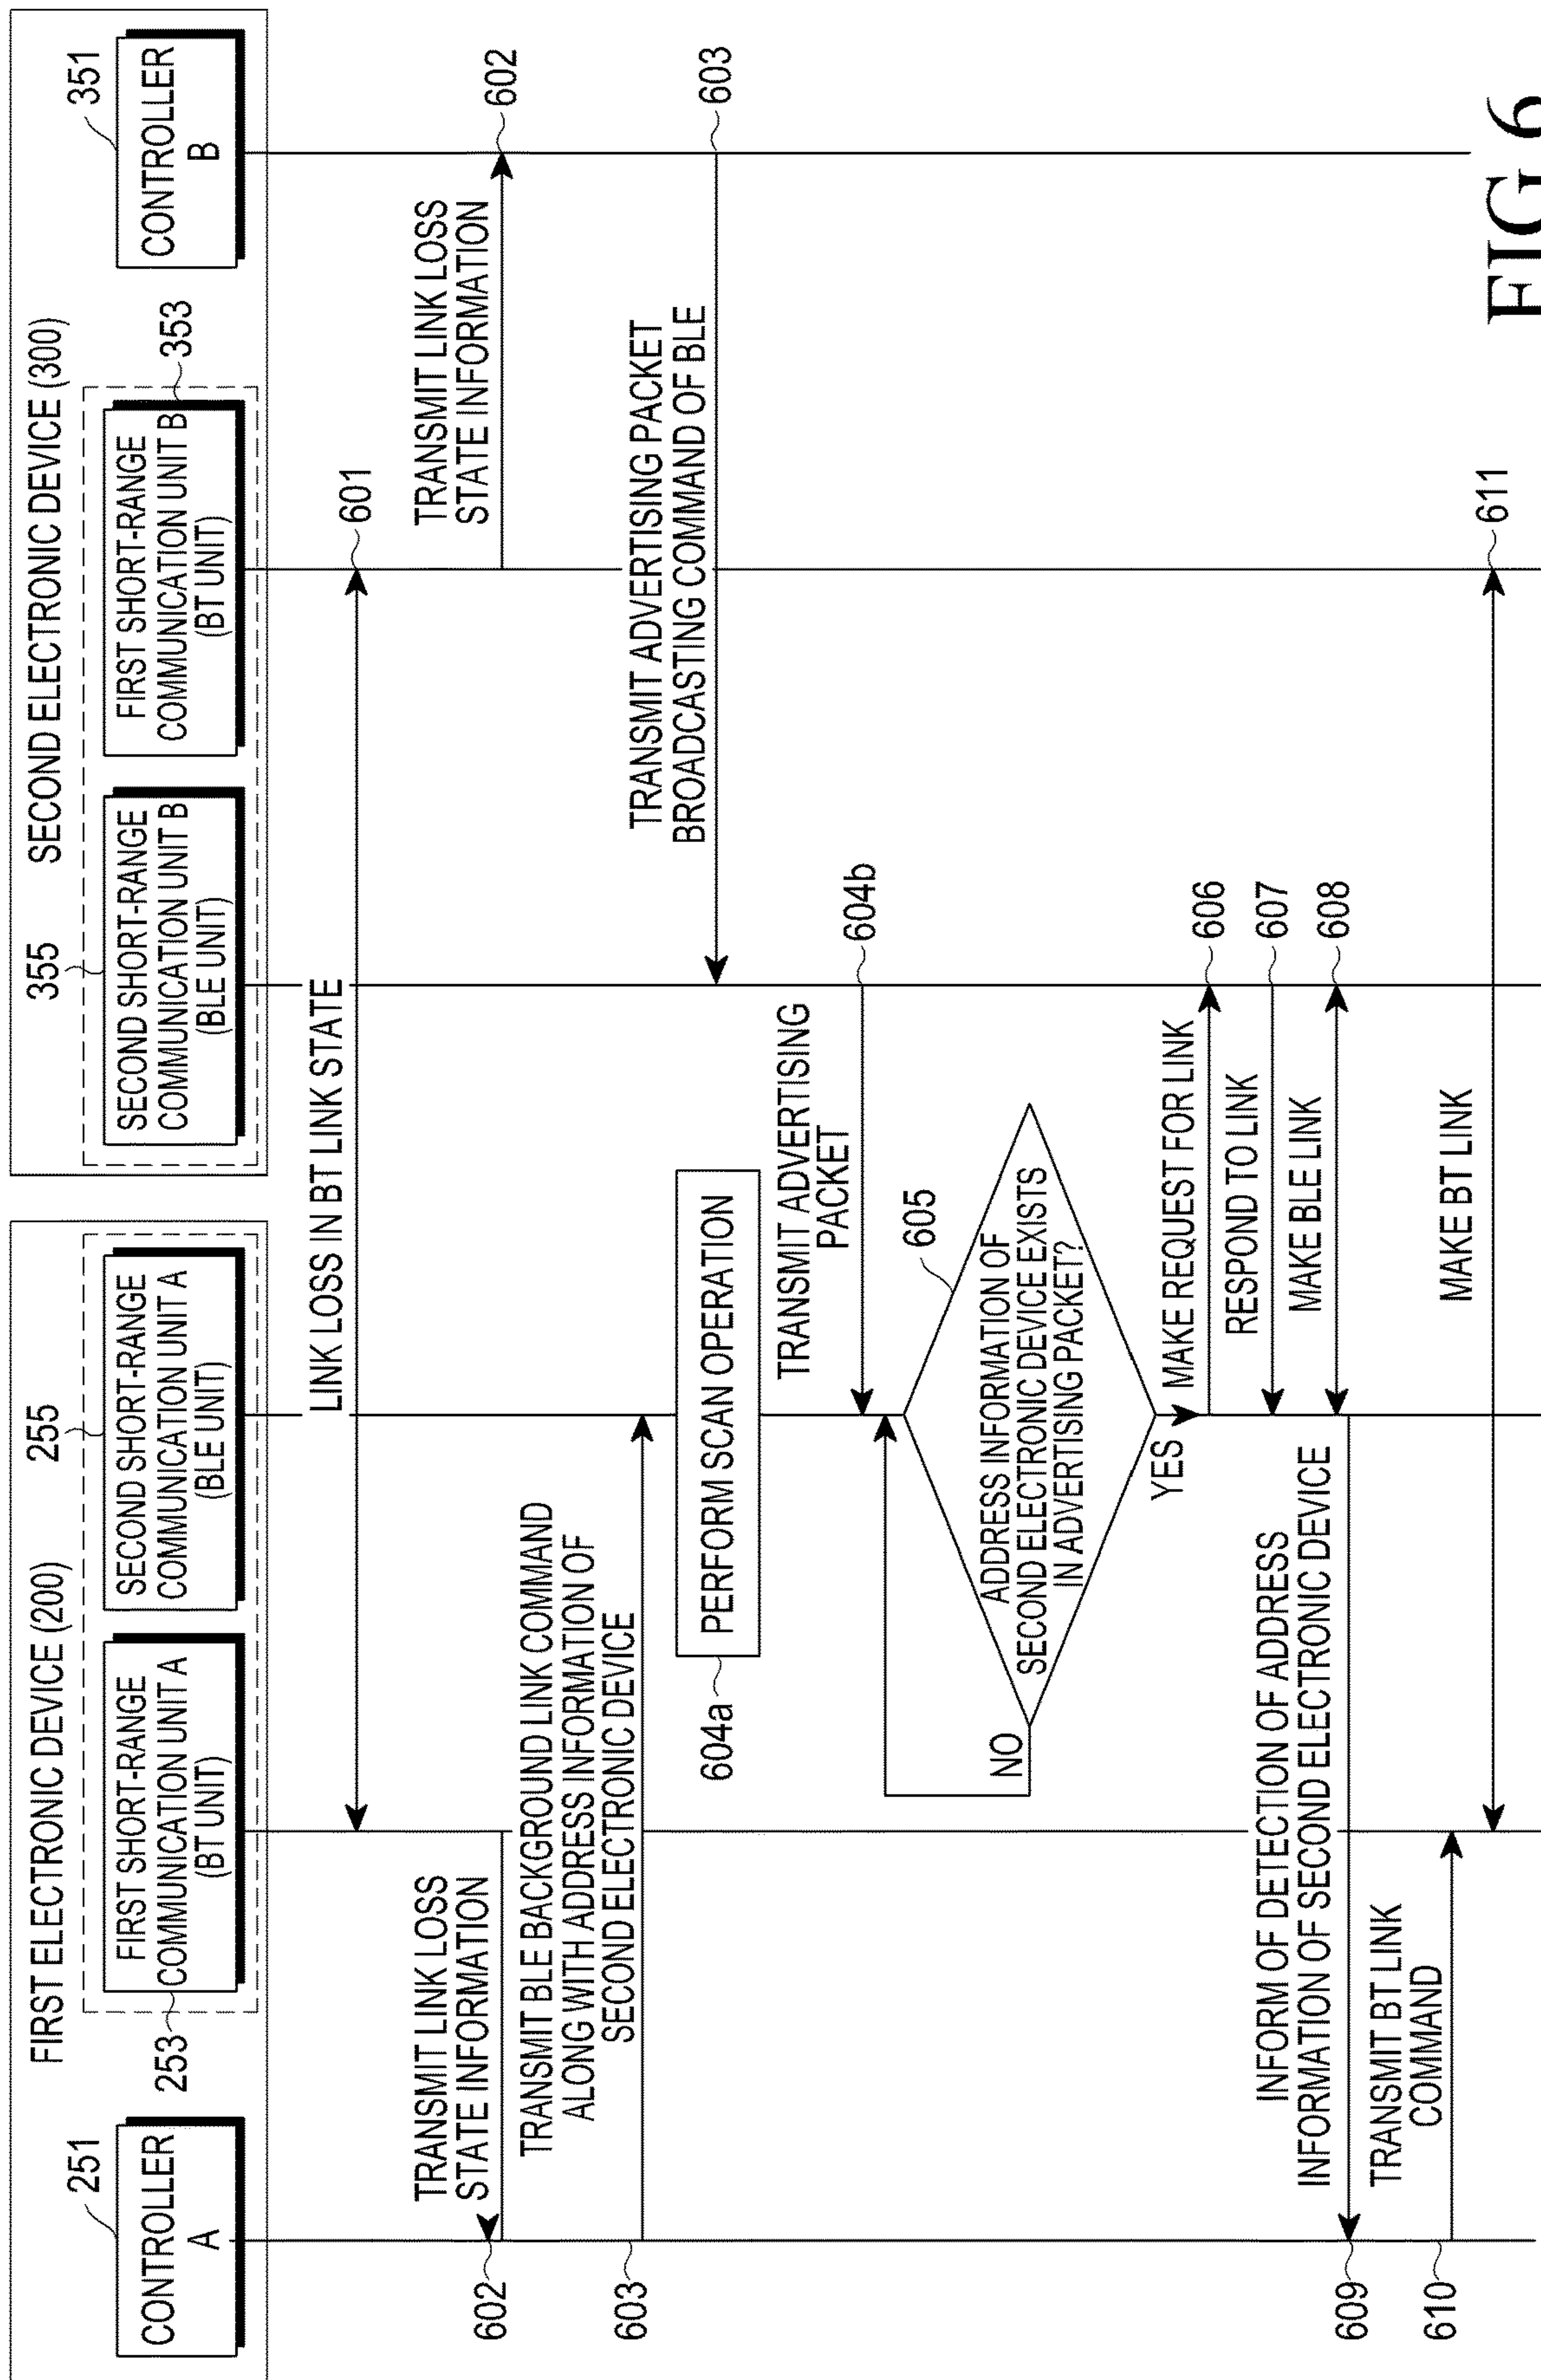 FIRST ELECTRONIC DEVICE (200)
SECOND ELECTRONIC DEVICE (300)
251
CONTROLLER
A
253
FIRST SHORT-RANGE
COMMUNICATION UNIT A
(BT UNIT)
255
SECOND SHORT-RANGE
COMMUNICATION UNIT A
(BLE UNIT)
355
SECOND SHORT-RANGE
COMMUNICATION UNIT B
(BLE UNIT)
353
FIRST SHORT-RANGE
COMMUNICATION UNIT B
(BT UNIT)
351
CONTROLLER
B
LINK LOSS IN BT LINK STATE
601
602
TRANSMIT LINK LOSS
STATE INFORMATION
TRANSMIT LINK LOSS
STATE INFORMATION
602
603
TRANSMIT BLE BACKGROUND LINK COMMAND
ALONG WITH ADDRESS INFORMATION OF
SECOND ELECTRONIC DEVICE
TRANSMIT ADVERTISING PACKET
BROADCASTING COMMAND OF BLE
603
604a
PERFORM SCAN OPERATION
TRANSMIT ADVERTISING
PACKET
604b
605
ADDRESS INFORMATION OF
SECOND ELECTRONIC DEVICE EXISTS
IN ADVERTISING PACKET?
NO
YES
MAKE REQUEST FOR LINK
606
RESPOND TO LINK
607
MAKE BLE LINK
608
609
INFORM OF DETECTION OF ADDRESS
INFORMATION OF SECOND ELECTRONIC DEVICE
610
TRANSMIT BT LINK
COMMAND
MAKE BT LINK
611
FIG 6